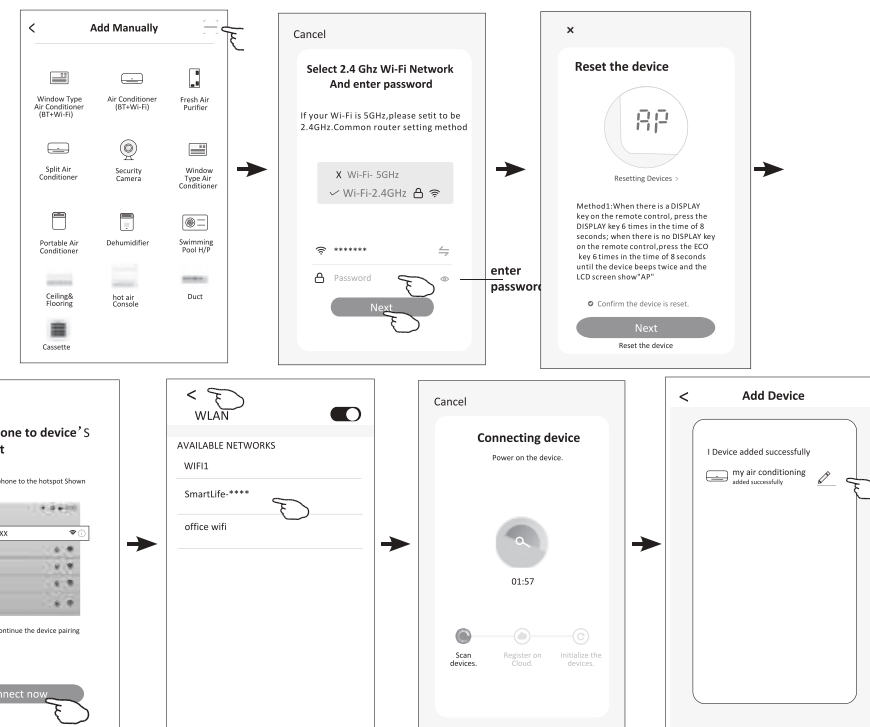 < Add Manually
Window Type
Air Conditioner
(BT+Wi-Fi)
Air Conditioner
(BT+Wi-Fi)
Fresh Air
Purifier
Split Air
Conditioner
Security
Camera
Window
Type Air
Conditioner
Portable Air
Conditioner
Dehumidifier
Swimming
Pool H/P
Ceiling&
Flooring
hot air
Console
Duct
Cassette
Cancel
Select 2.4 Ghz Wi-Fi Network
And enter password
If your Wi-Fi is 5GHz,please setit to be
2.4GHz.Common router setting method
X Wi-Fi- 5GHz
✓ Wi-Fi-2.4GHz
*******
Password
Next
enter
password
×
Reset the device
AP
Resetting Devices >
Method1:When there is a DISPLAY
key on the remote control, press the
DISPLAY key 6 times in the time of 8
seconds; when there is no DISPLAY key
on the remote control,press the ECO
key 6 times in the time of 8 seconds
until the device beeps twice and the
LCD screen show"AP"
Confirm the device is reset.
Next
Reset the device
one to device'S
t
hone to the hotspot Shown
XX
ontinue the device pairing
nnect now
<
WLAN
AVAILABLE NETWORKS
WIFI1
SmartLife-****
office wifi
Cancel
Connecting device
Power on the device.
01:57
Scan
devices.
Register on
Cloud.
Initialize the
devices.
< Add Device
I Device added successfully
my air conditioning
added successfully